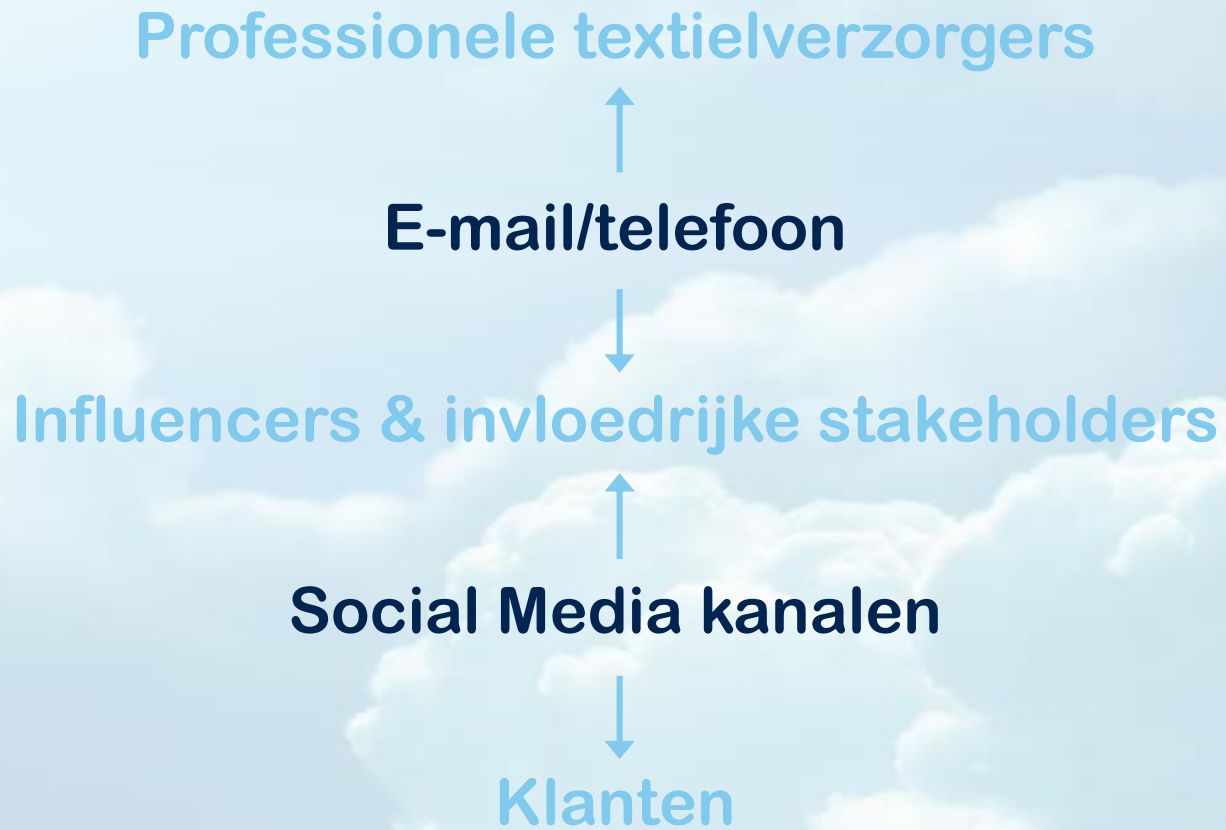 Professionele textielverzorgers
E-mail/telefoon
Influencers & invloedrijke stakeholders
Social Media kanalen
Klanten